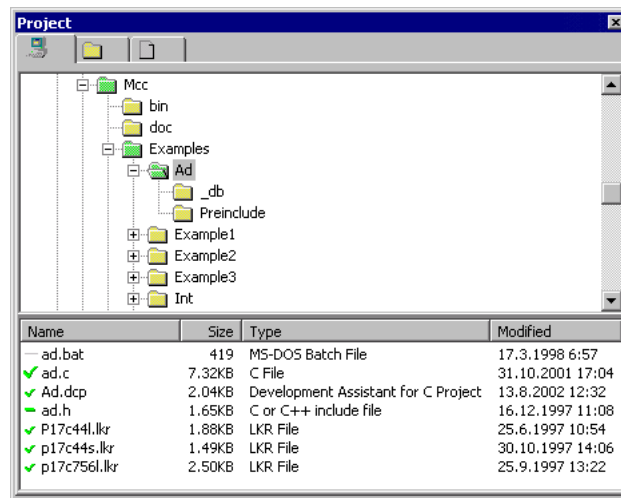 Project
Mcc
bin
doc
Examples
Ad
_db
Preinclude
Example1
Example2
Example3
Int
Name Size Type Modified
ad.bat 419 MS-DOS Batch File 17.3.1998 6:57
ad.c 7.32KB C File 31.10.2001 17:04
Ad.dcp 2.04KB Development Assistant for C Project 13.8.2002 12:32
ad.h 1.65KB C or C++ include file 16.12.1997 11:08
P17c44l.lkr 1.88KB LKR File 25.6.1997 10:54
p17c44s.lkr 1.49KB LKR File 30.10.1997 14:06
p17c756l.lkr 2.50KB LKR File 25.9.1997 13:22